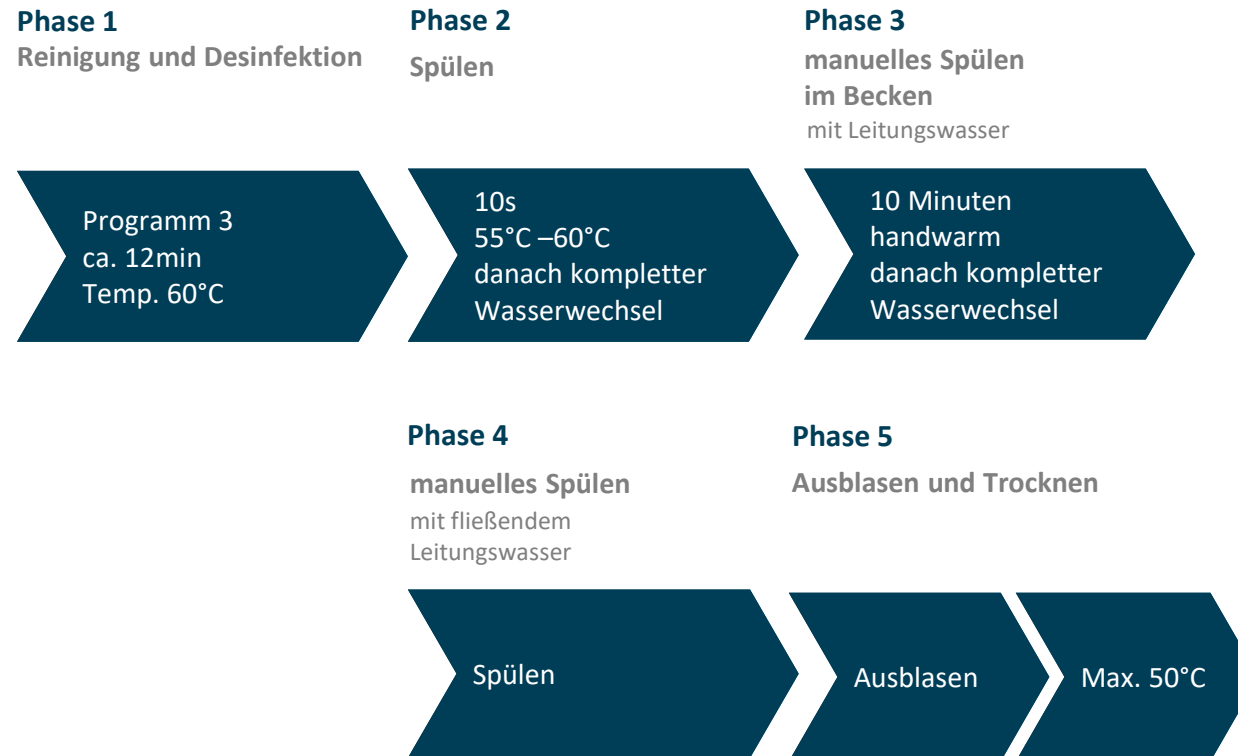 Phase 1
Reinigung und Desinfektion
Programm 3
ca. 12min
Temp. 60°C
Phase 2
Spülen
10s
55°C –60°C
danach kompletter
Wasserwechsel
Phase 3
manuelles Spülen
im Becken
mit Leitungswasser
10 Minuten
handwarm
danach kompletter
Wasserwechsel
Phase 4
manuelles Spülen
mit fließendem
Leitungswasser
Spülen
Phase 5
Ausblasen und Trocknen
Ausblasen
Max. 50°C